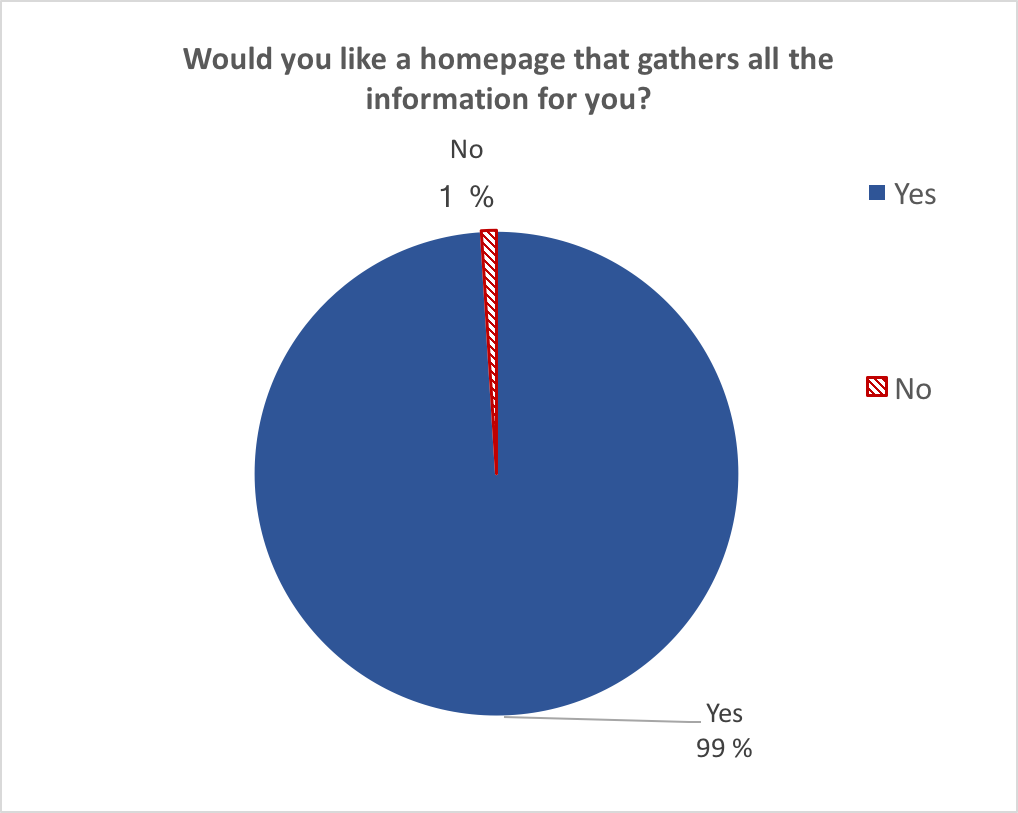 Would you like a homepage that gathers all the
information for you?
No
1 %
Yes
No
Yes
99 %